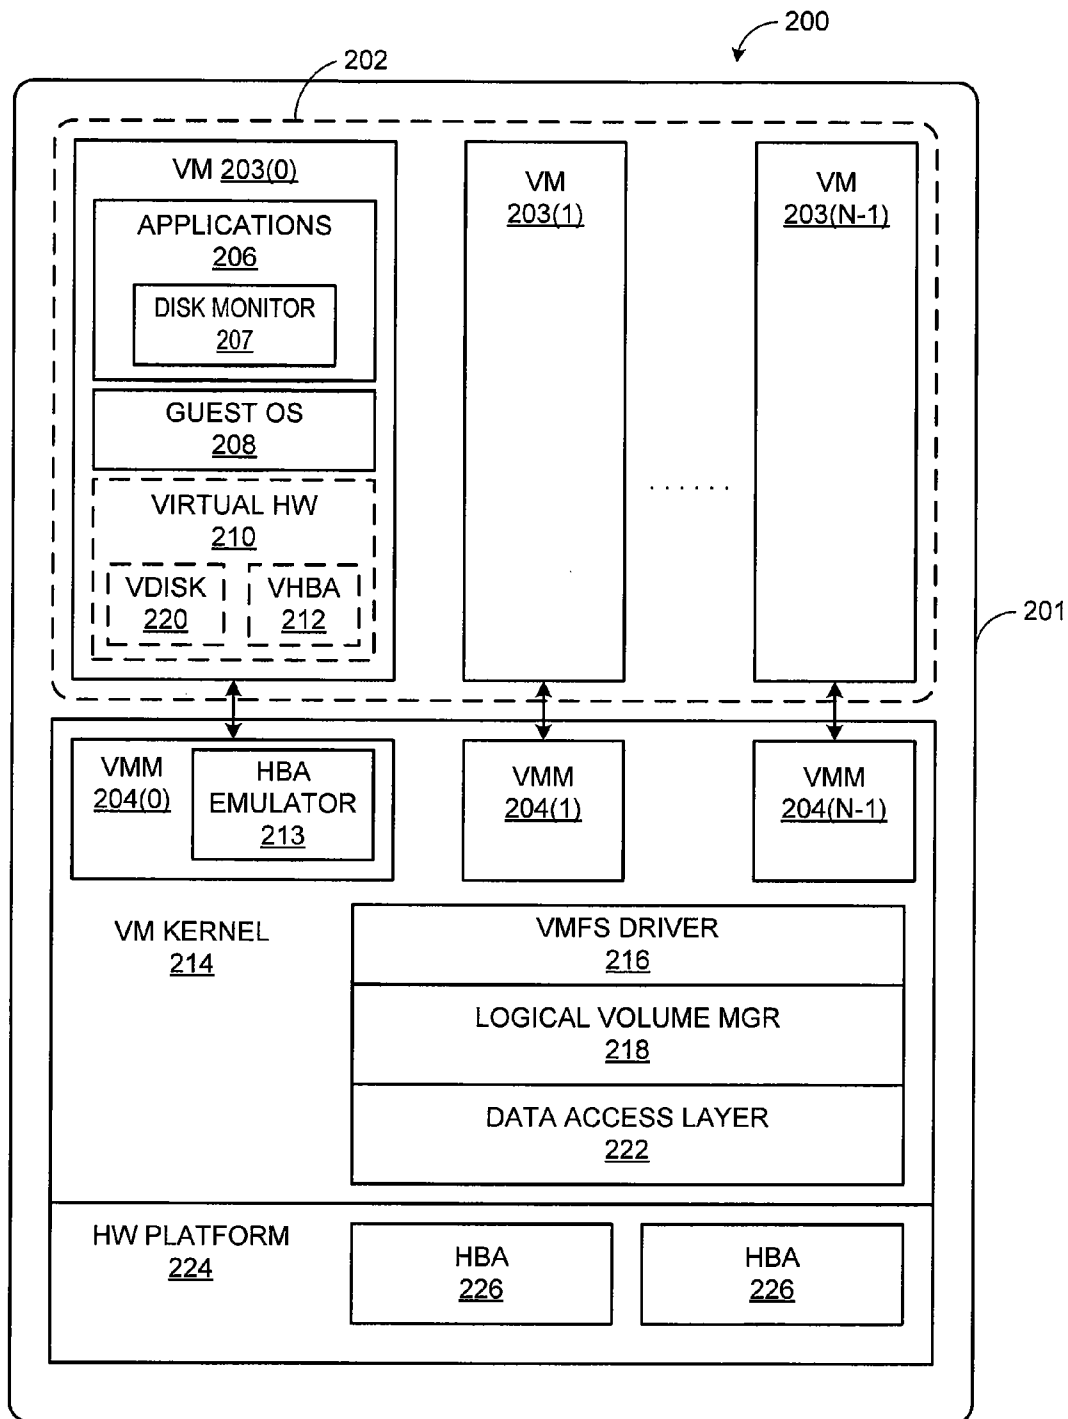 200
202
VM 203(0)
APPLICATIONS
206
DISK MONITOR
207
GUEST OS
208
VIRTUAL HW
210
VDISK
220
VHBA
212
VM
203(1)
. . . . . .
VM
203(N-1)
201
VMM
204(0)
HBA
EMULATOR
213
VMM
204(1)
VMM
204(N-1)
VM KERNEL
214
VMFS DRIVER
216
LOGICAL VOLUME MGR
218
DATA ACCESS LAYER
222
HW PLATFORM
224
HBA
226
HBA
226